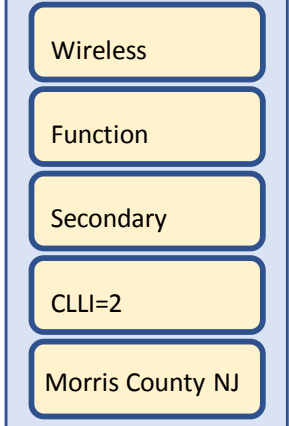 Wireless
Function
Secondary
CLLI=2
Morris County NJ